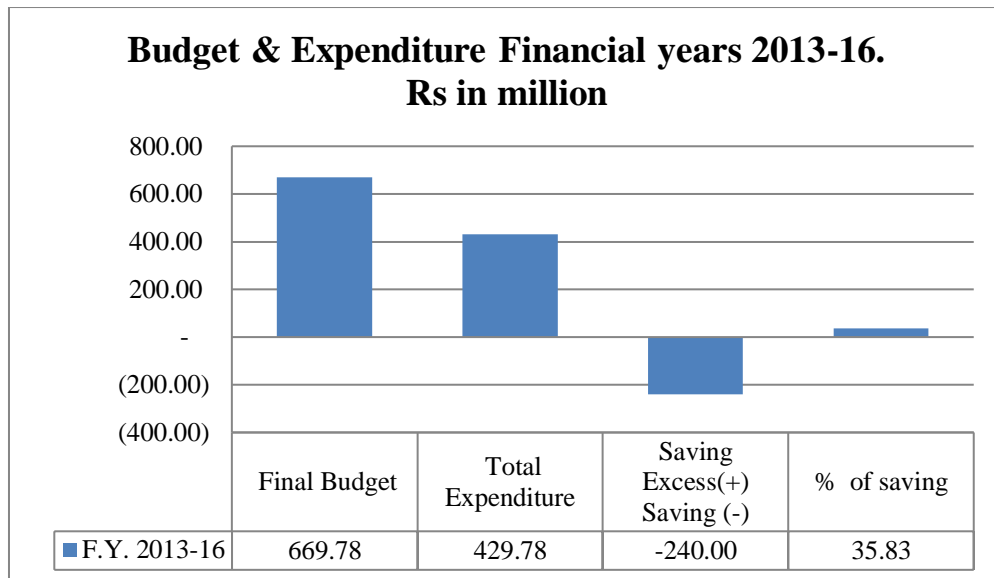 Budget & Expenditure Financial years 2013-16.
Rs in million
800.00
600.00
400.00
200.00
-
(200.00)
(400.00)
Final Budget
Total
Expenditure
Saving
Excess(+)
Saving (-)
% of saving
F.Y. 2013-16 669.78 429.78 -240.00 35.83